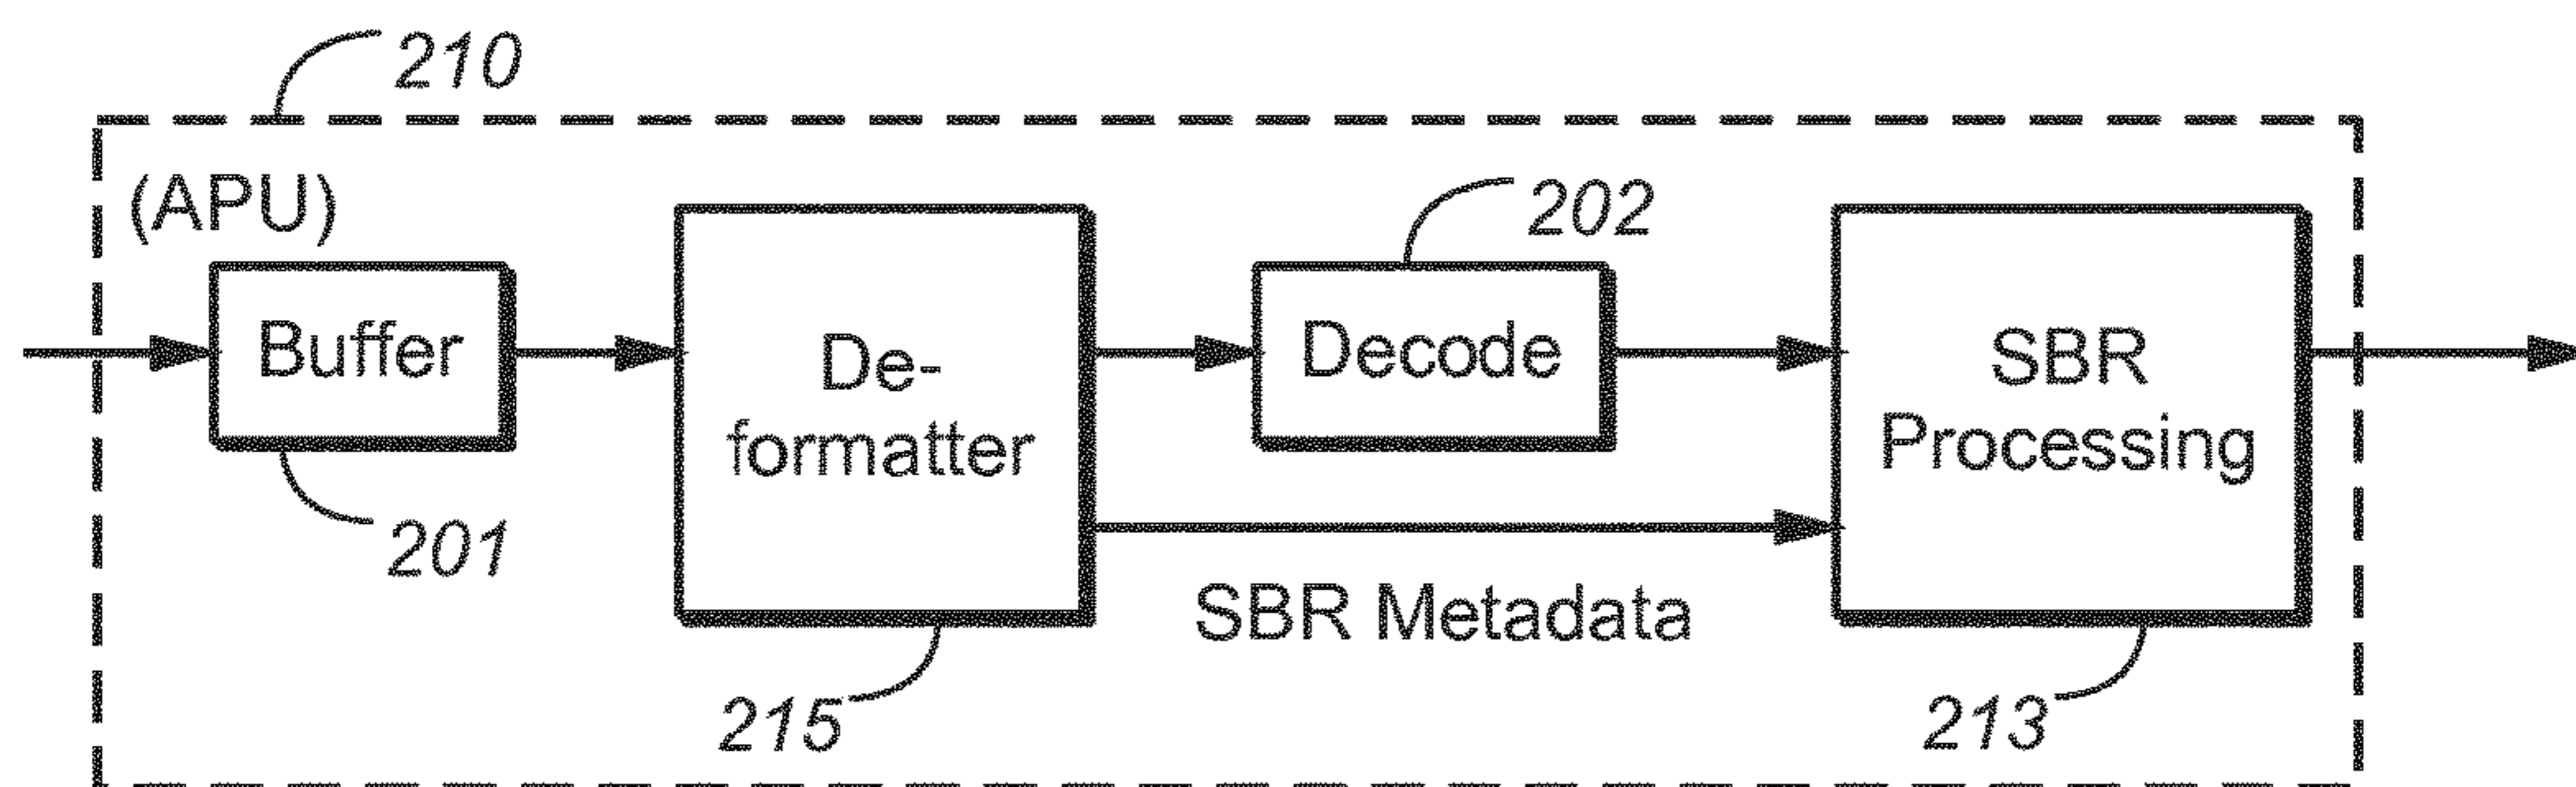 210
(APU)
202
Buffer
De-
formatter
Decode
SBR
Processing
201
SBR Metadata
215
213